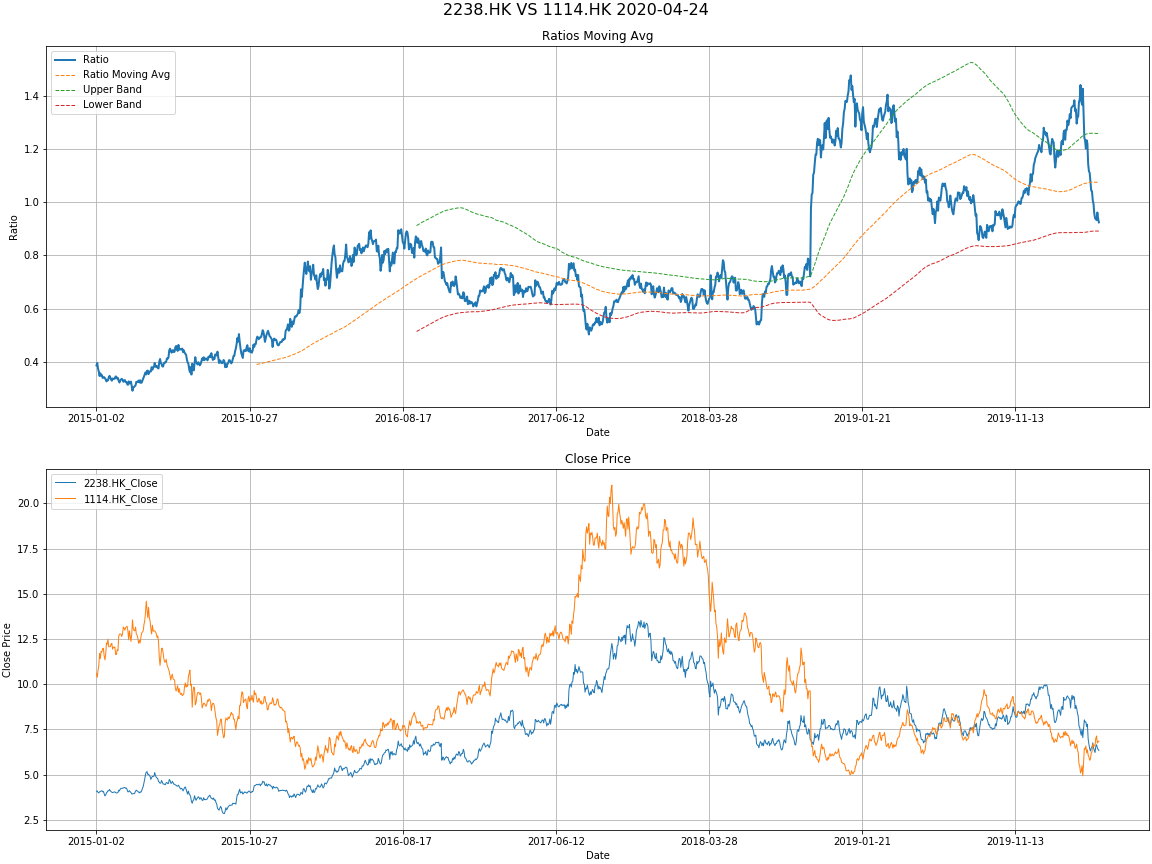 2238.HK VS 1114.HK 2020-04-24
Ratios Moving Avg
Ratio
Ratio Moving Avg
Upper Band
Lower Band
Ratio
1.4
1.2
1.0
0.8
0.6
0.4
2015-01-02 2015-10-27 2016-08-17 2017-06-12 2018-03-28 2019-01-21 2019-11-13
Date
Close Price
2238.HK_Close
1114.HK_Close
Close Price
20.0
17.5
15.0
12.5
10.0
7.5
5.0
2.5
2015-01-02 2015-10-27 2016-08-17 2017-06-12 2018-03-28 2019-01-21 2019-11-13
Date